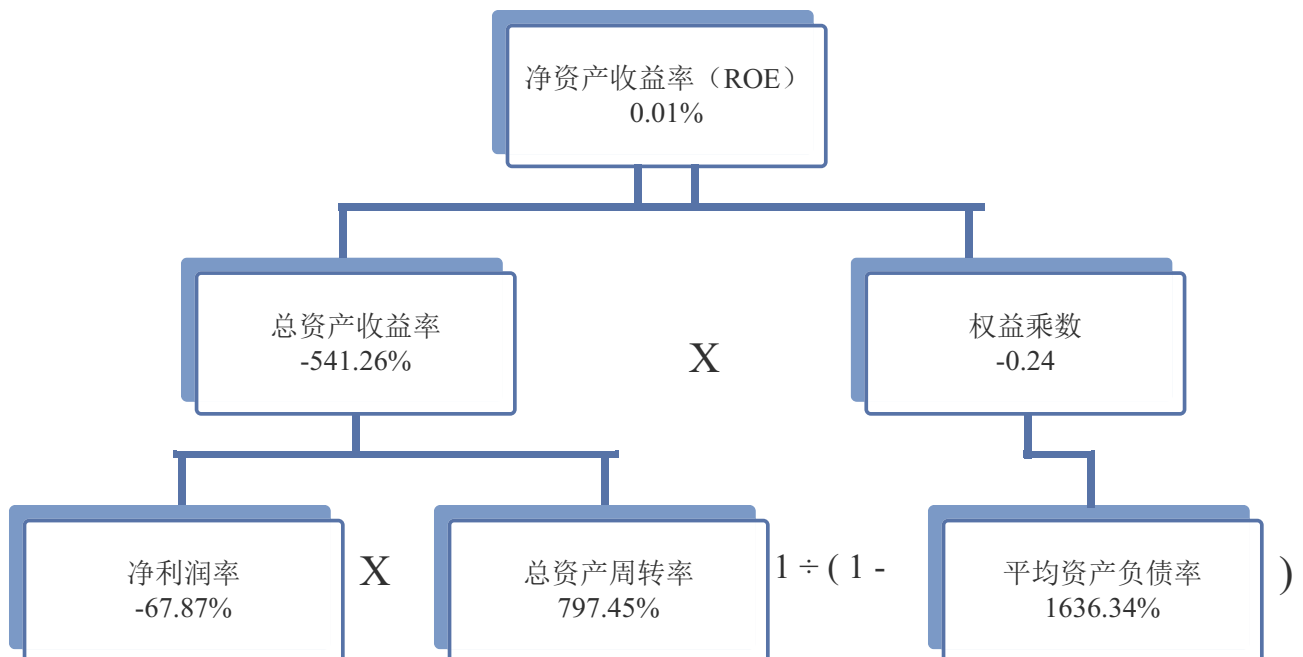 净资产收益率（ROE）
0.01%
总资产收益率
-541.26%
X
权益乘数
-0.24
净利润率
-67.87%
X
总资产周转率
797.45%
1 ÷ ( 1 -
平均资产负债率
1636.34%
)